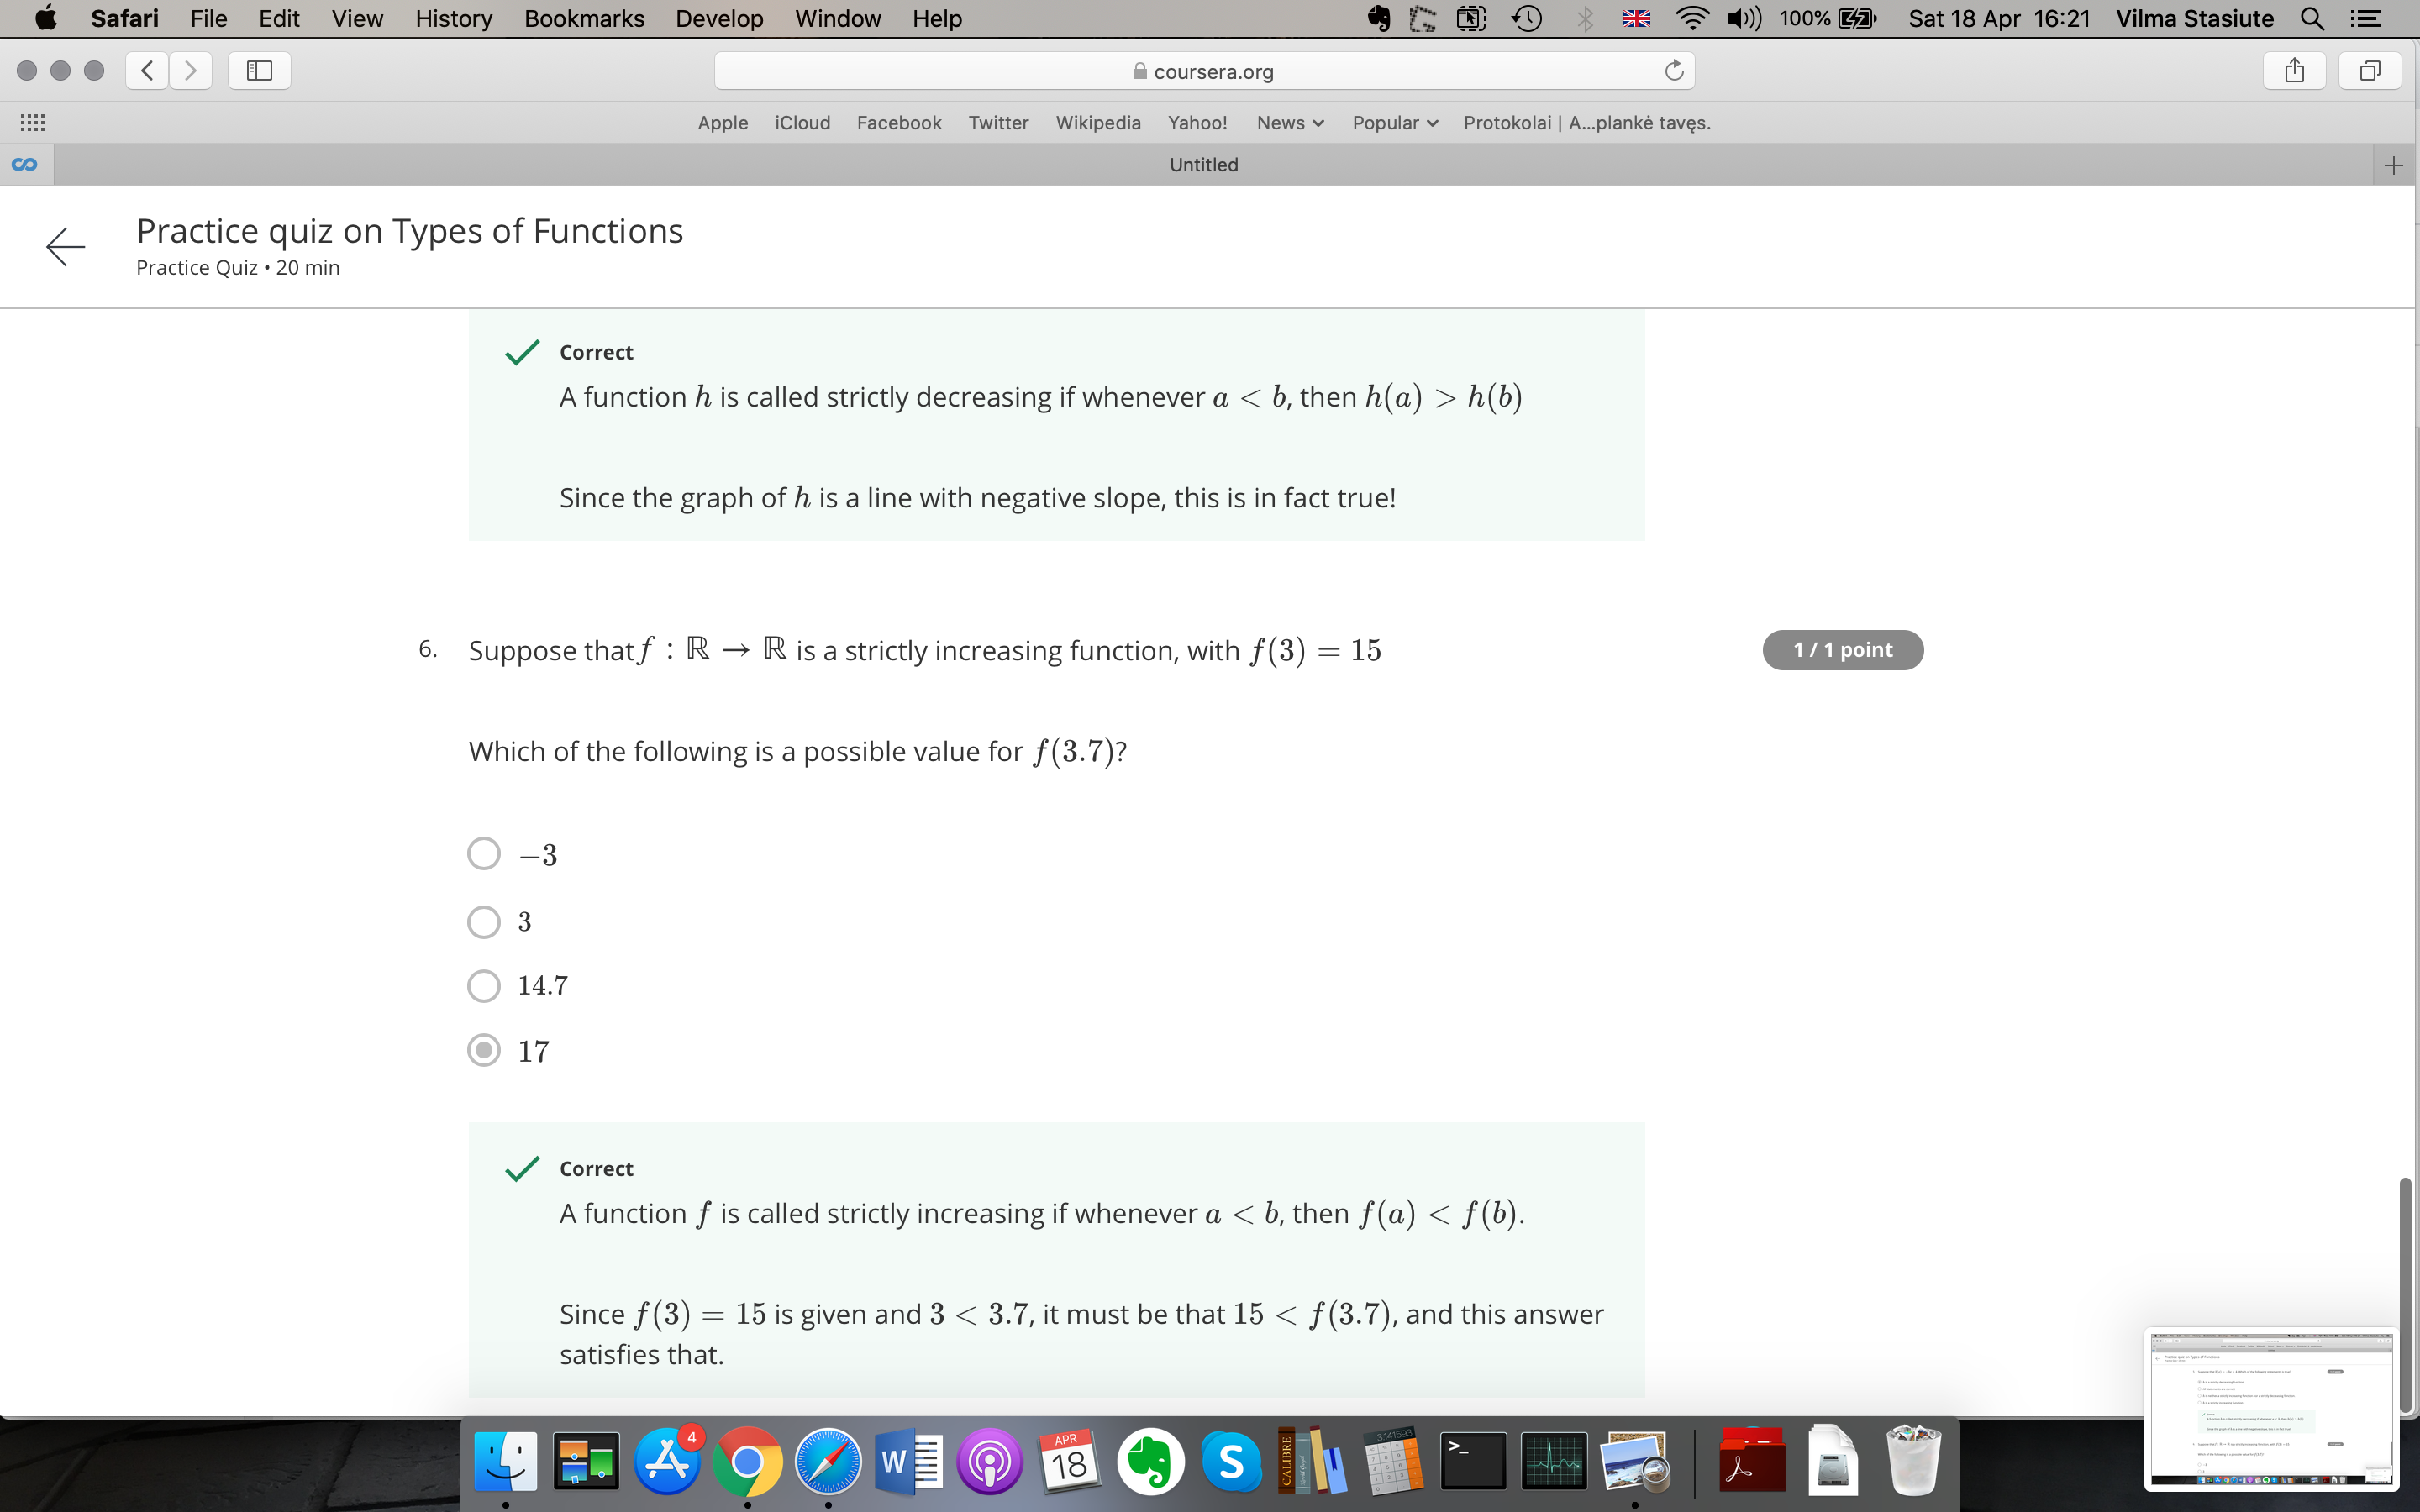 Safari File Edit View History Bookmarks Develop Window Help 100% Sat 18 Apr 16:21 Vilma Stasiute
coursera.org
Apple iCloud Facebook Twitter Wikipedia Yahoo! News Popular Protokolai | A...plankė tavęs.
Untitled
Practice quiz on Types of Functions
Practice Quiz • 20 min
Correct
A function h is called strictly decreasing if whenever a < b, then h(a) > h(b)
Since the graph of h is a line with negative slope, this is in fact true!
6. Suppose that f : ℝ → ℝ is a strictly increasing function, with f(3) = 15
1 / 1 point
Which of the following is a possible value for f(3.7)?
−3
3
14.7
17
Correct
A function f is called strictly increasing if whenever a < b, then f(a) < f(b).
Since f(3) = 15 is given and 3 < 3.7, it must be that 15 < f(3.7), and this answer
satisfies that.
4
W
APR
18
S
CALIBRE
3.141593
>_